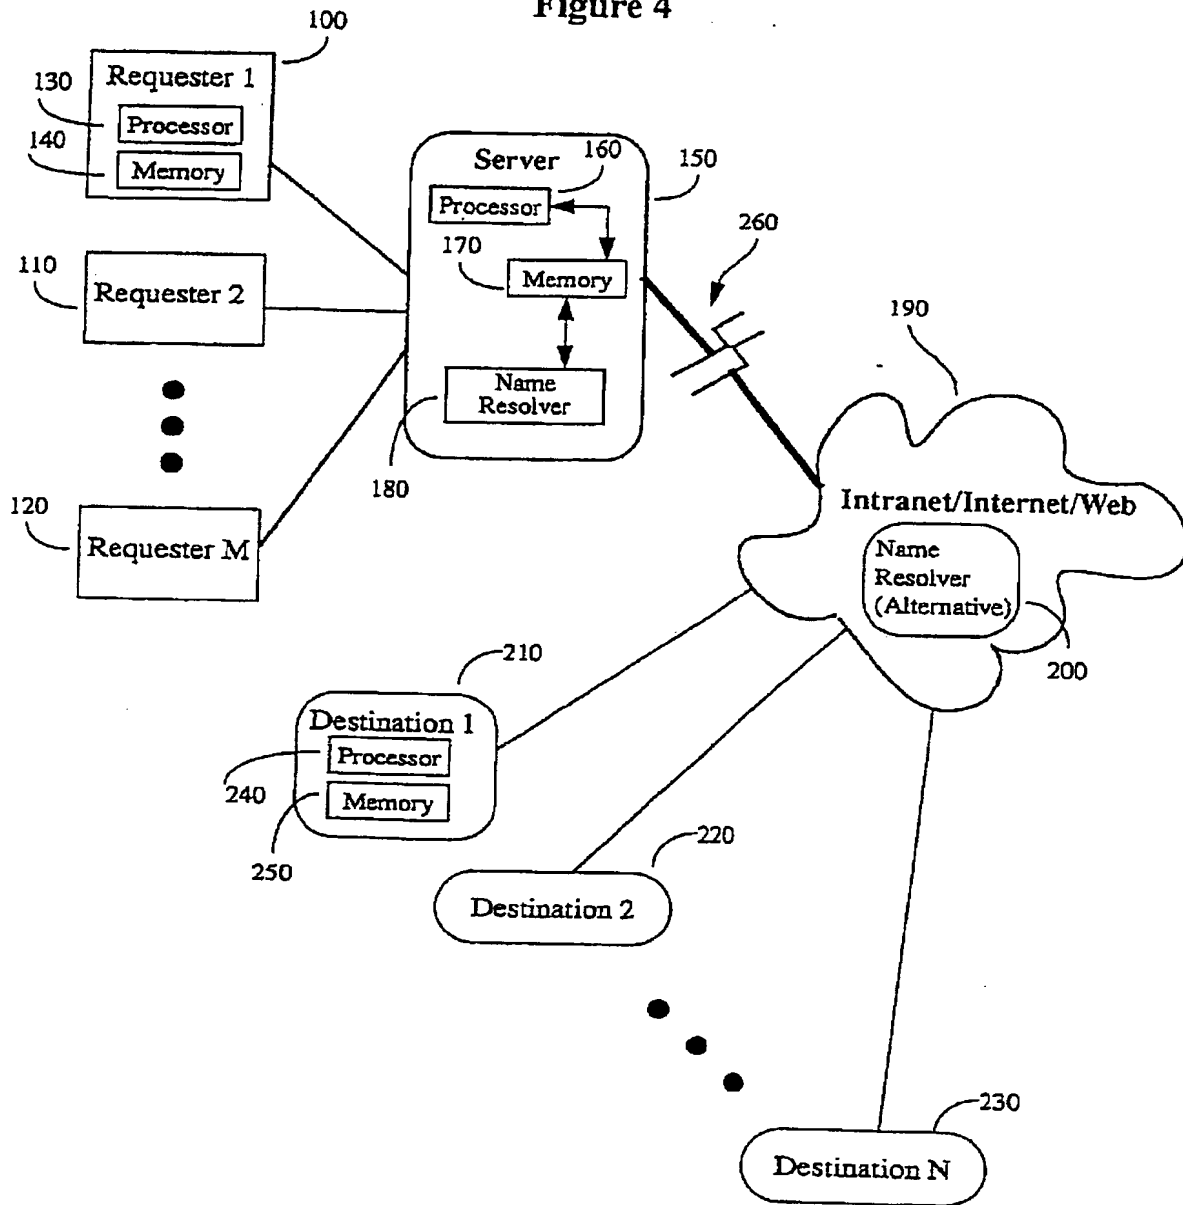 Figure 4
100
Requester 1
130
Processor
140
Memory
Server
160
150
Processor
170
Memory
260
110
Requester 2
190
Name
Resolver
180
120
Requester M
Intranet/Internet/Web
Name
Resolver
(Alternative)
200
210
Destination 1
Processor
240
Memory
250
220
Destination 2
230
Destination N